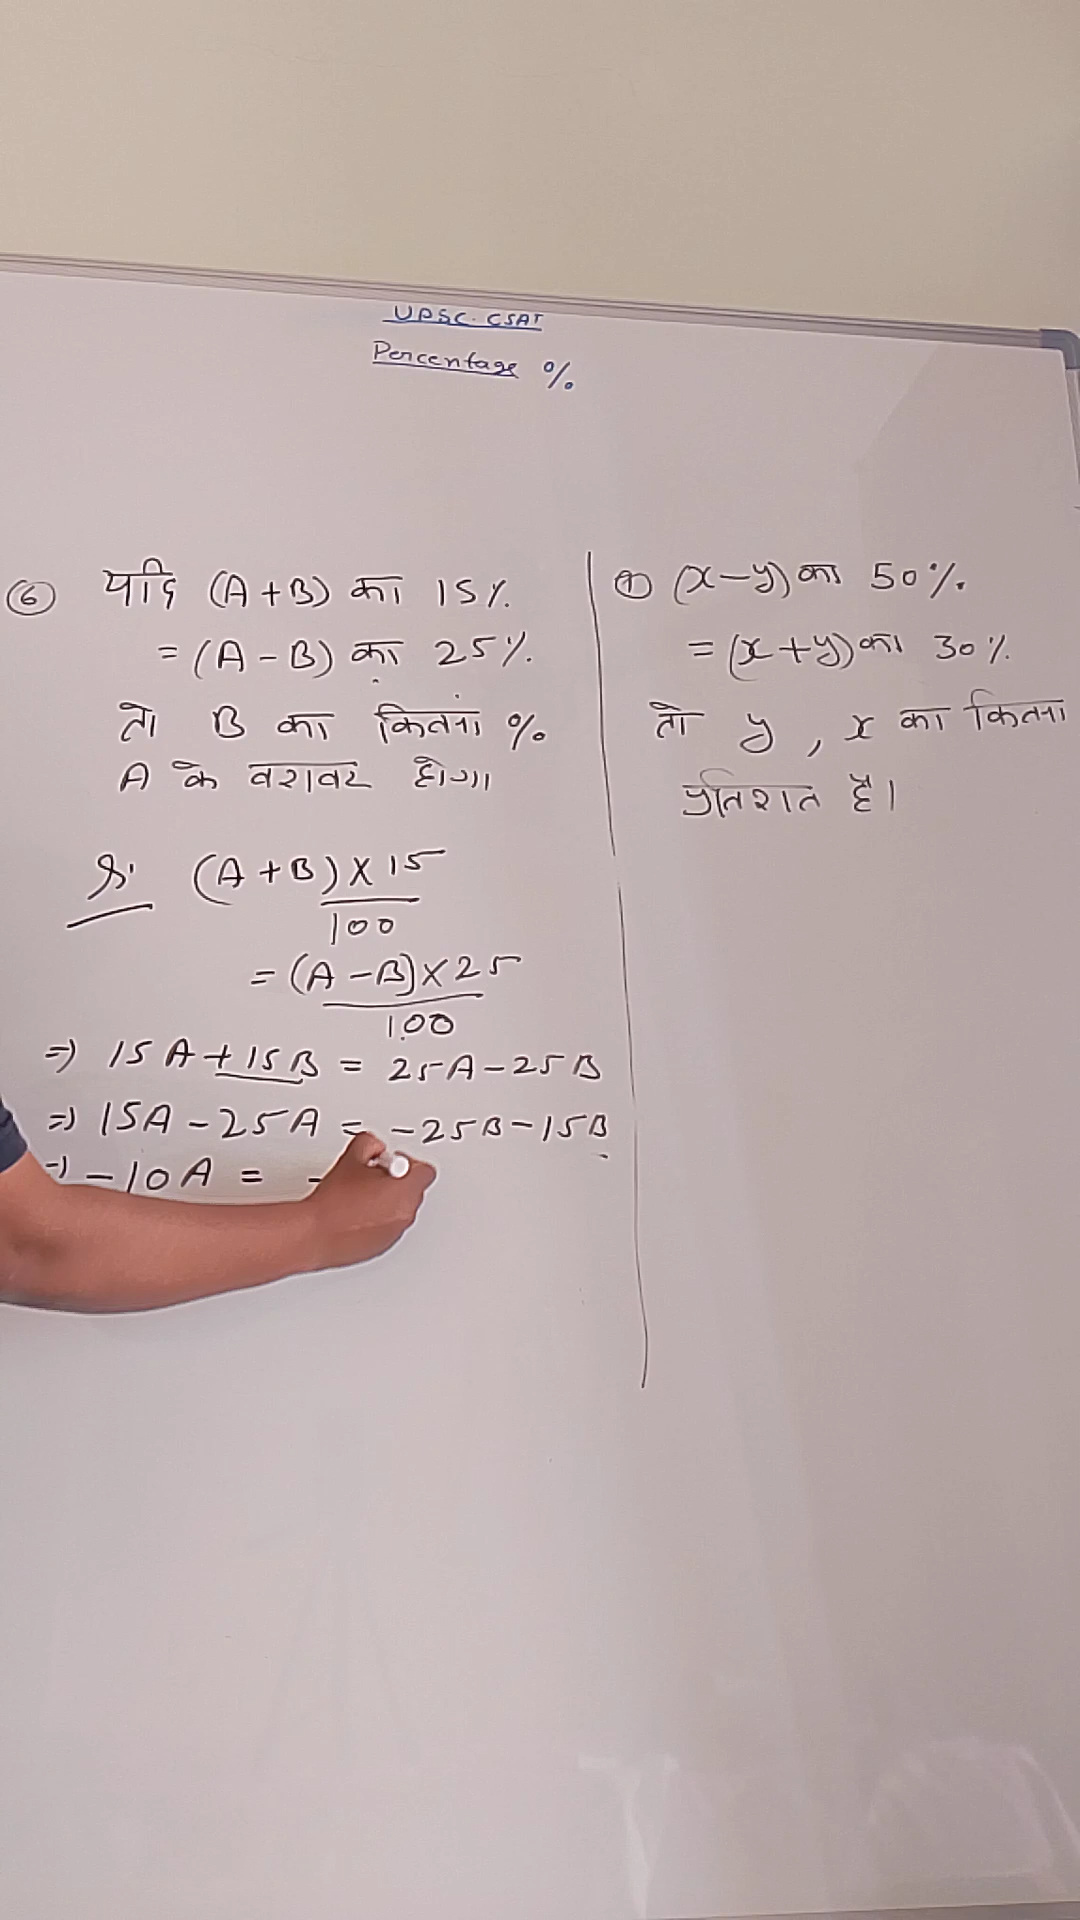 UPSC. CSAT
Percentage %
⑥ यदि (A+B) का 15%
= (A-B) का 25%
तो B का कितना %
A के बराबर होगा
(A+B) × 15
100
= (A-B) × 25
100
=> 15A + 15B = 25A - 25B
=> 15A - 25A = -25B - 15B
=> -10A = -
⑦ (x-y) का 50%
= (x+y) का 30%
तो y, x का कितना
प्रतिशत है।